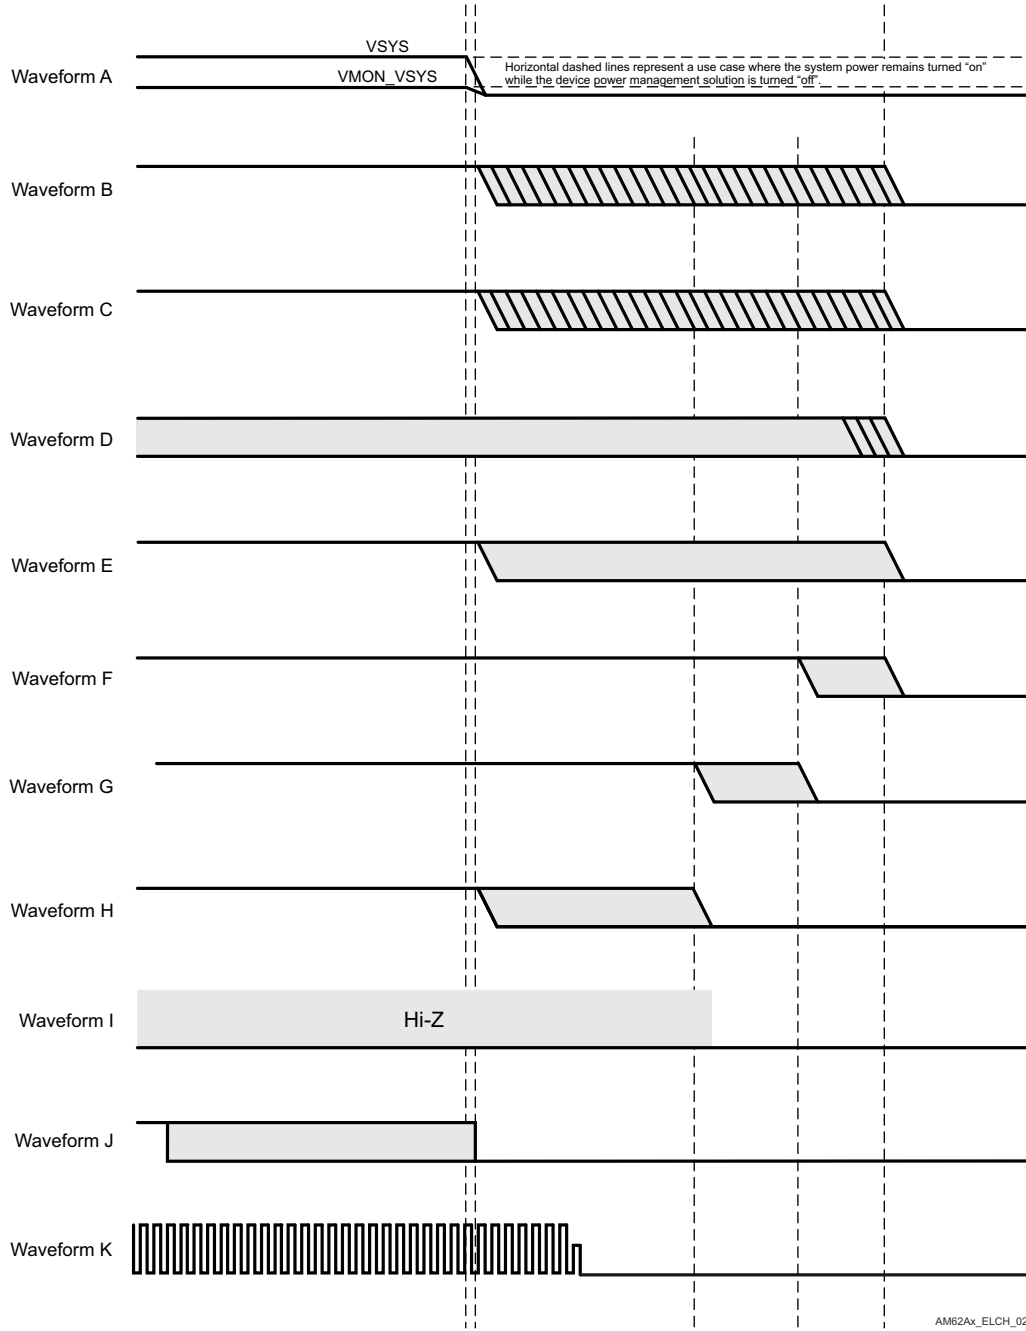 VSYS
Waveform A
VMON_VSYS
Horizontal dashed lines represent a use case where the system power remains turned “on”
while the device power management solution is turned “off”.
Waveform B
Waveform C
Waveform D
Waveform E
Waveform F
Waveform G
Waveform H
Waveform I
Hi-Z
Waveform J
Waveform K
AM62Ax_ELCH_02